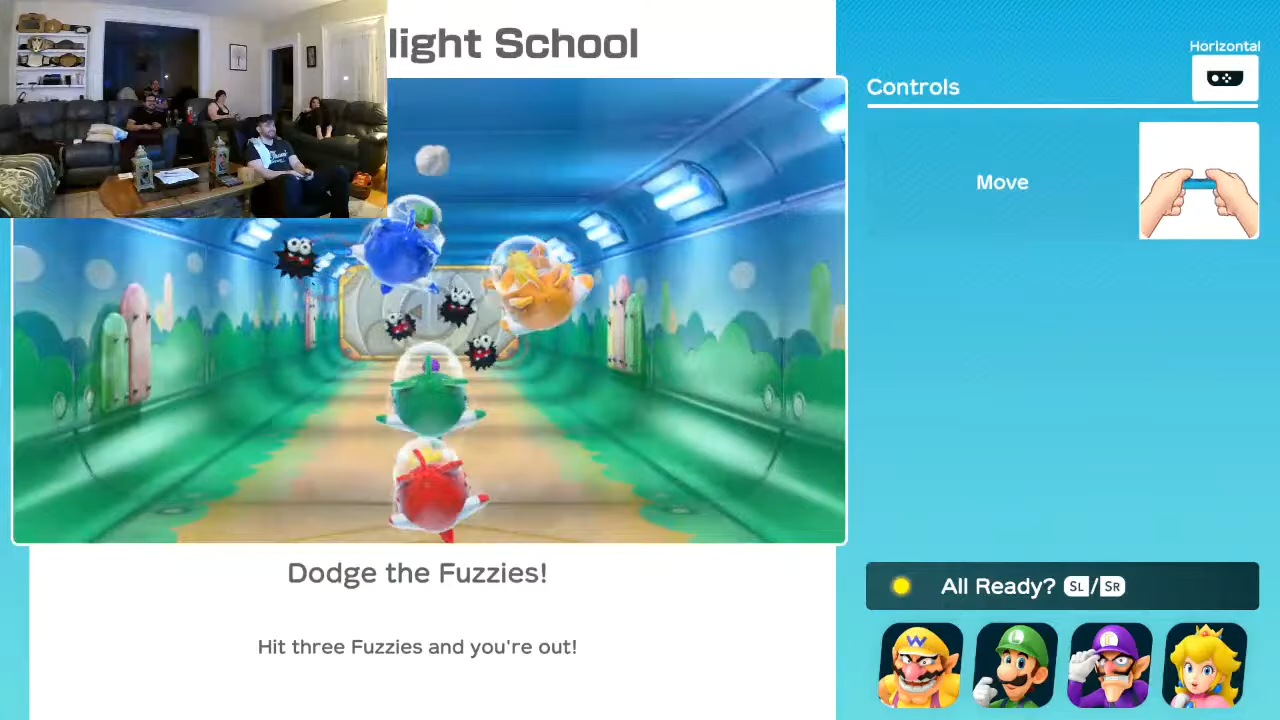 light School
Horizontal
Controls
Move
Dodge the Fuzzies!
Hit three Fuzzies and you're out!
All Ready? SL/SR